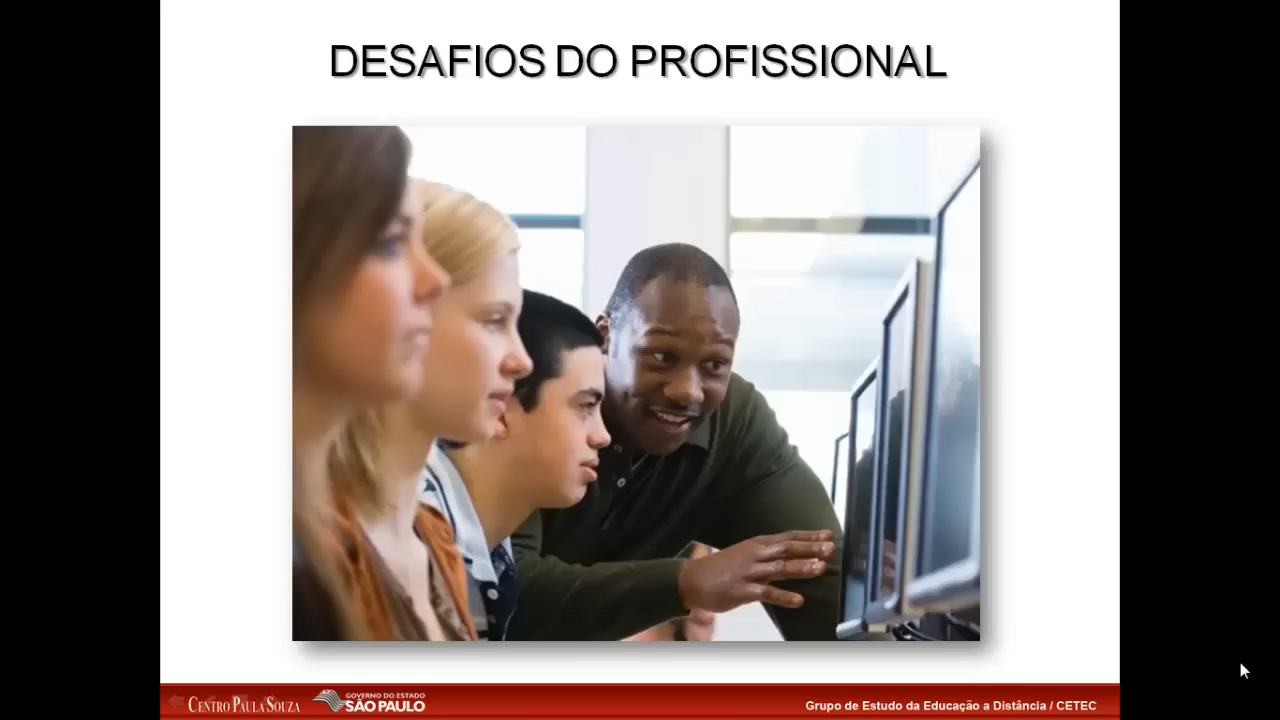 DESAFIOS DO PROFISSIONAL
CENTRO PAULA SOUZA
GOVERNO DO ESTADO
SÃO PAULO
Grupo de Estudo da Educação a Distância / CETEC